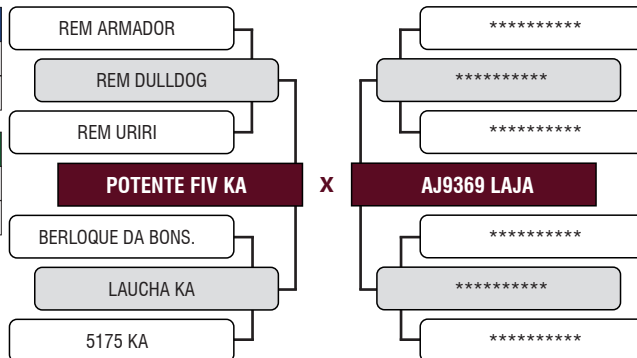 REM ARMADOR
**********
REM DULLDOG
**********
REM URIRI
**********
POTENTE FIV KA X AJ9369 LAJA
BERLOQUE DA BONS.
**********
LAUCHA KA
**********
5175 KA
**********